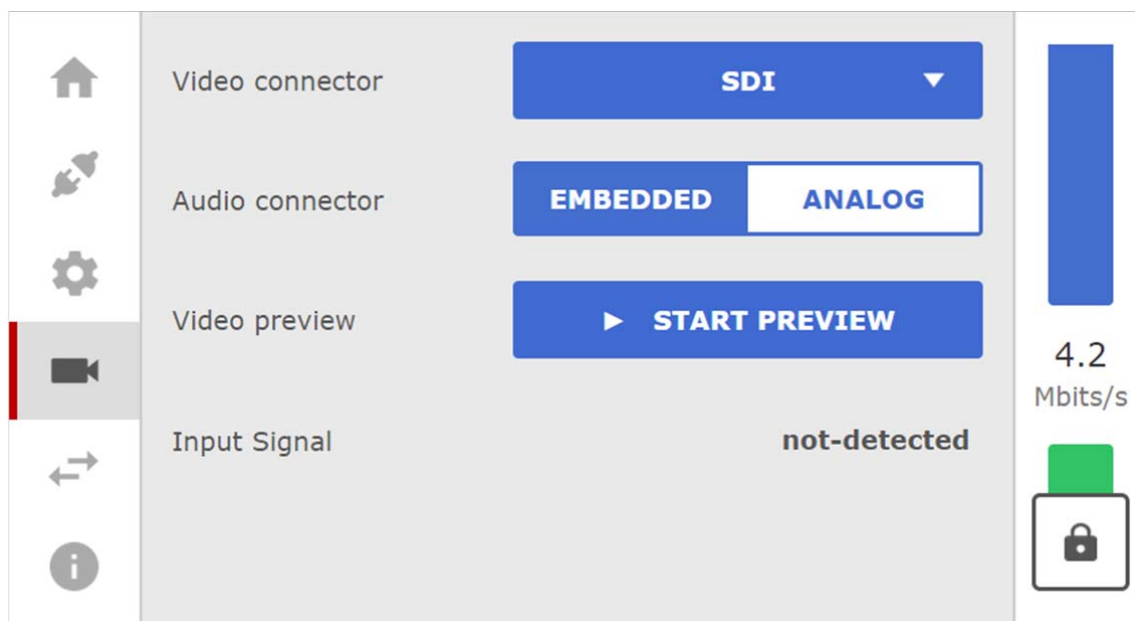 Video connector
SDI
Audio connector
EMBEDDED ANALOG
Video preview
START PREVIEW
Input Signal
not-detected
4.2
Mbits/s